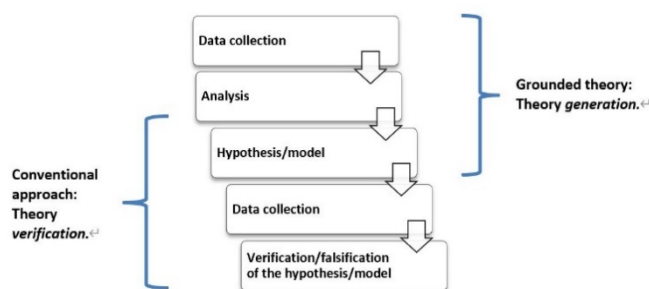 Data collection
Analysis
Hypothesis/model
Data collection
Verification/falsification
of the hypothesis/model
Grounded theory:
Theory generation.↵
Conventional
approach:
Theory
verification.↵